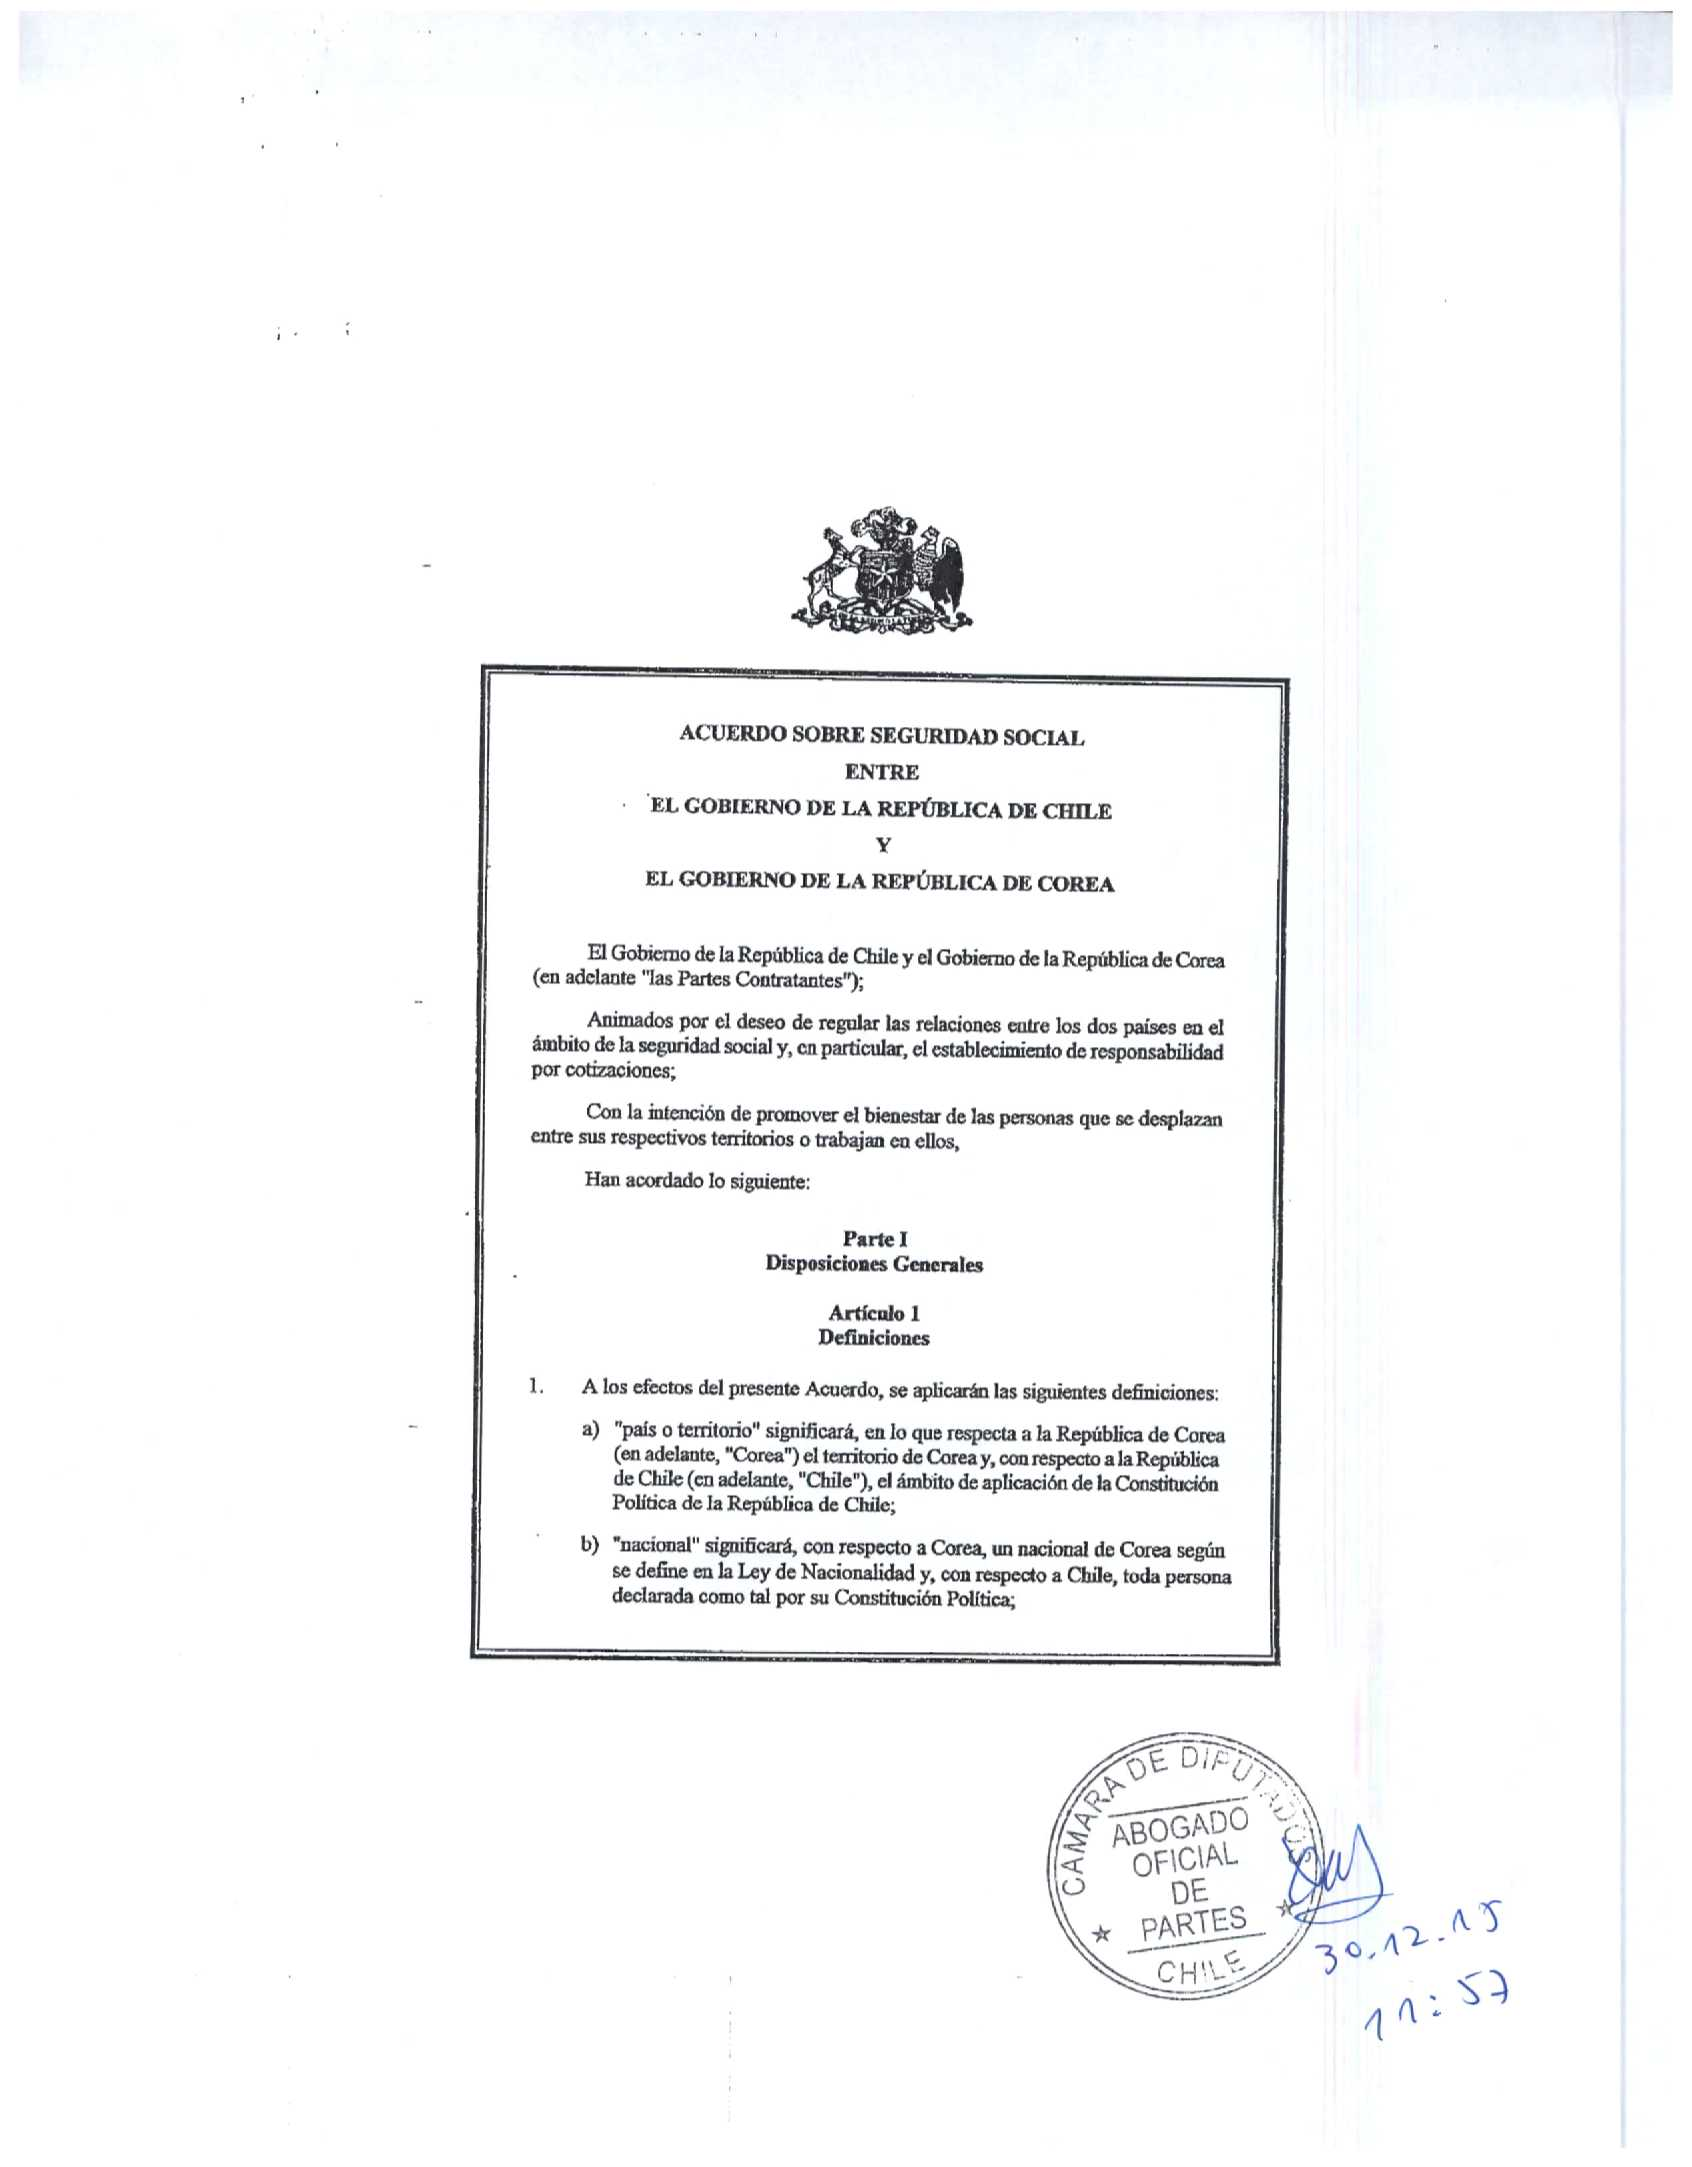 ACUERDO SOBRE SEGURIDAD SOCIAL
ENTRE
EL GOBIERNO DE LA REPÚBLICA DE CHILE
Y
EL GOBIERNO DE LA REPÚBLICA DE COREA
El Gobierno de la República de Chile y el Gobierno de la República de Corea
(en adelante "las Partes Contratantes");
Animados por el deseo de regular las relaciones entre los dos países en el
ámbito de la seguridad social y, en particular, el establecimiento de responsabilidad
por cotizaciones;
Con la intención de promover el bienestar de las personas que se desplazan
entre sus respectivos territorios o trabajan en ellos,
Han acordado lo siguiente:
Parte I
Disposiciones Generales
Artículo 1
Definiciones
1. A los efectos del presente Acuerdo, se aplicarán las siguientes definiciones:
a) "país o territorio" significará, en lo que respecta a la República de Corea
(en adelante, "Corea") el territorio de Corea y, con respecto a la República
de Chile (en adelante, "Chile"), el ámbito de aplicación de la Constitución
Política de la República de Chile;
b) "nacional" significará, con respecto a Corea, un nacional de Corea según
se define en la Ley de Nacionalidad y, con respecto a Chile, toda persona
declarada como tal por su Constitución Política;
CAMARA DE DIPUTADOS
ABOGADO
OFICIAL
DE
PARTES
CHILE
30.12.15
11:57